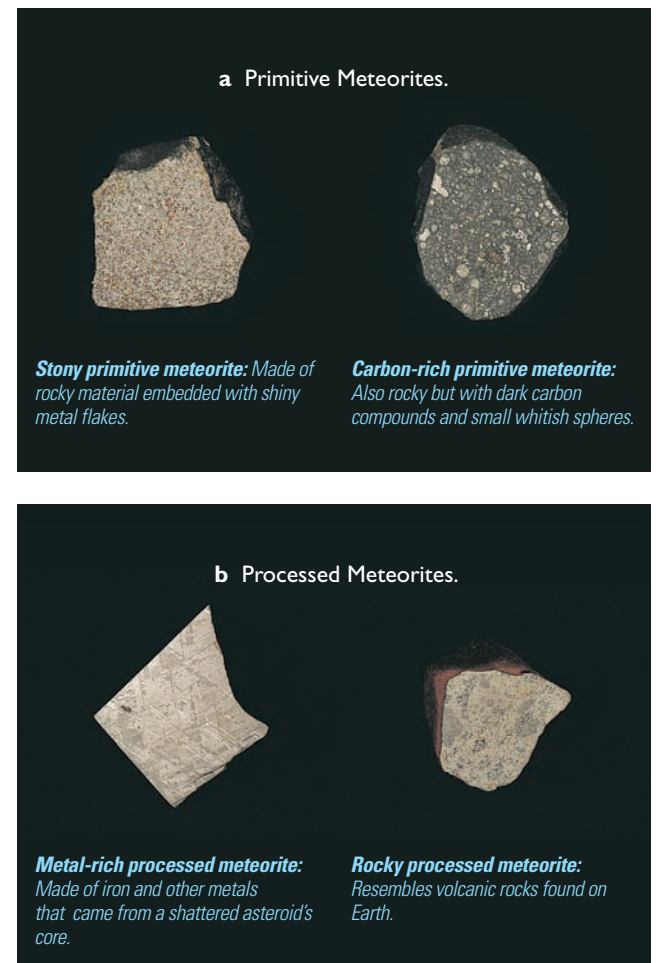 a Primitive Meteorites.
Stony primitive meteorite: Made of
rocky material embedded with shiny
metal flakes.
Carbon-rich primitive meteorite:
Also rocky but with dark carbon
compounds and small whitish spheres.
b Processed Meteorites.
Metal-rich processed meteorite:
Made of iron and other metals
that came from a shattered asteroid's
core.
Rocky processed meteorite:
Resembles volcanic rocks found on
Earth.